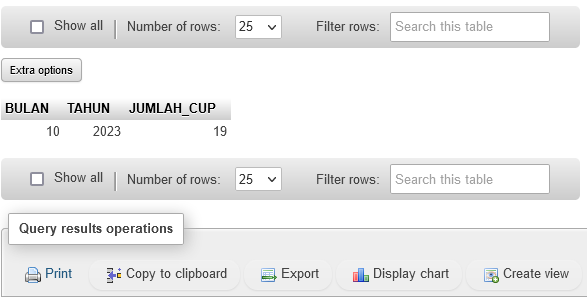 Show all Number of rows: 25 Filter rows: Search this table
Extra options
BULAN TAHUN JUMLAH_CUP
10 2023 19
Show all Number of rows: 25 Filter rows: Search this table
Query results operations
Print Copy to clipboard Export Display chart Create view